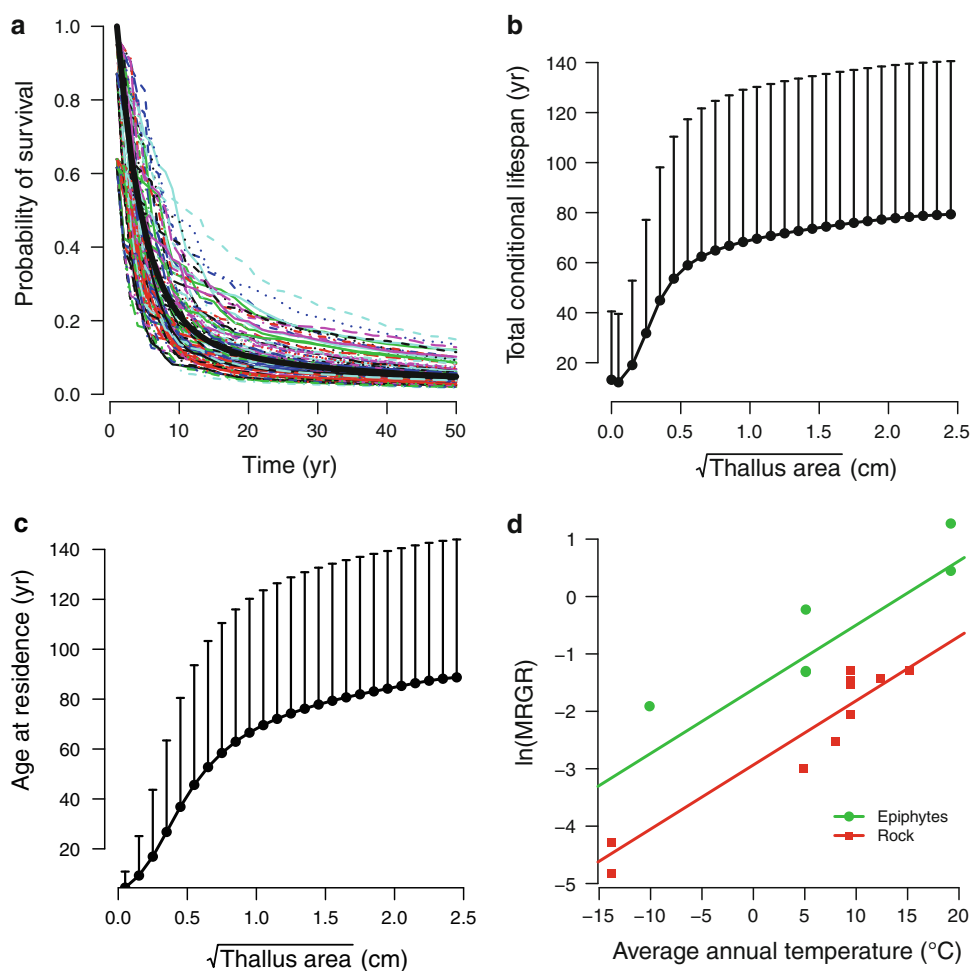 a
1.0
0.8
0.6
0.4
0.2
0.0
Probability of survival
0 10 20 30 40 50
Time (yr)
b
140
120
100
80
60
40
20
Total conditional lifespan (yr)
0.0 0.5 1.0 1.5 2.0 2.5
√Thallus area (cm)
c
140
120
100
80
60
40
20
Age at residence (yr)
0.0 0.5 1.0 1.5 2.0 2.5
√Thallus area (cm)
d
1
0
−1
−2
−3
−4
−5
ln(MRGR)
Epiphytes
Rock
−15 −10 −5 0 5 10 15 20
Average annual temperature (°C)